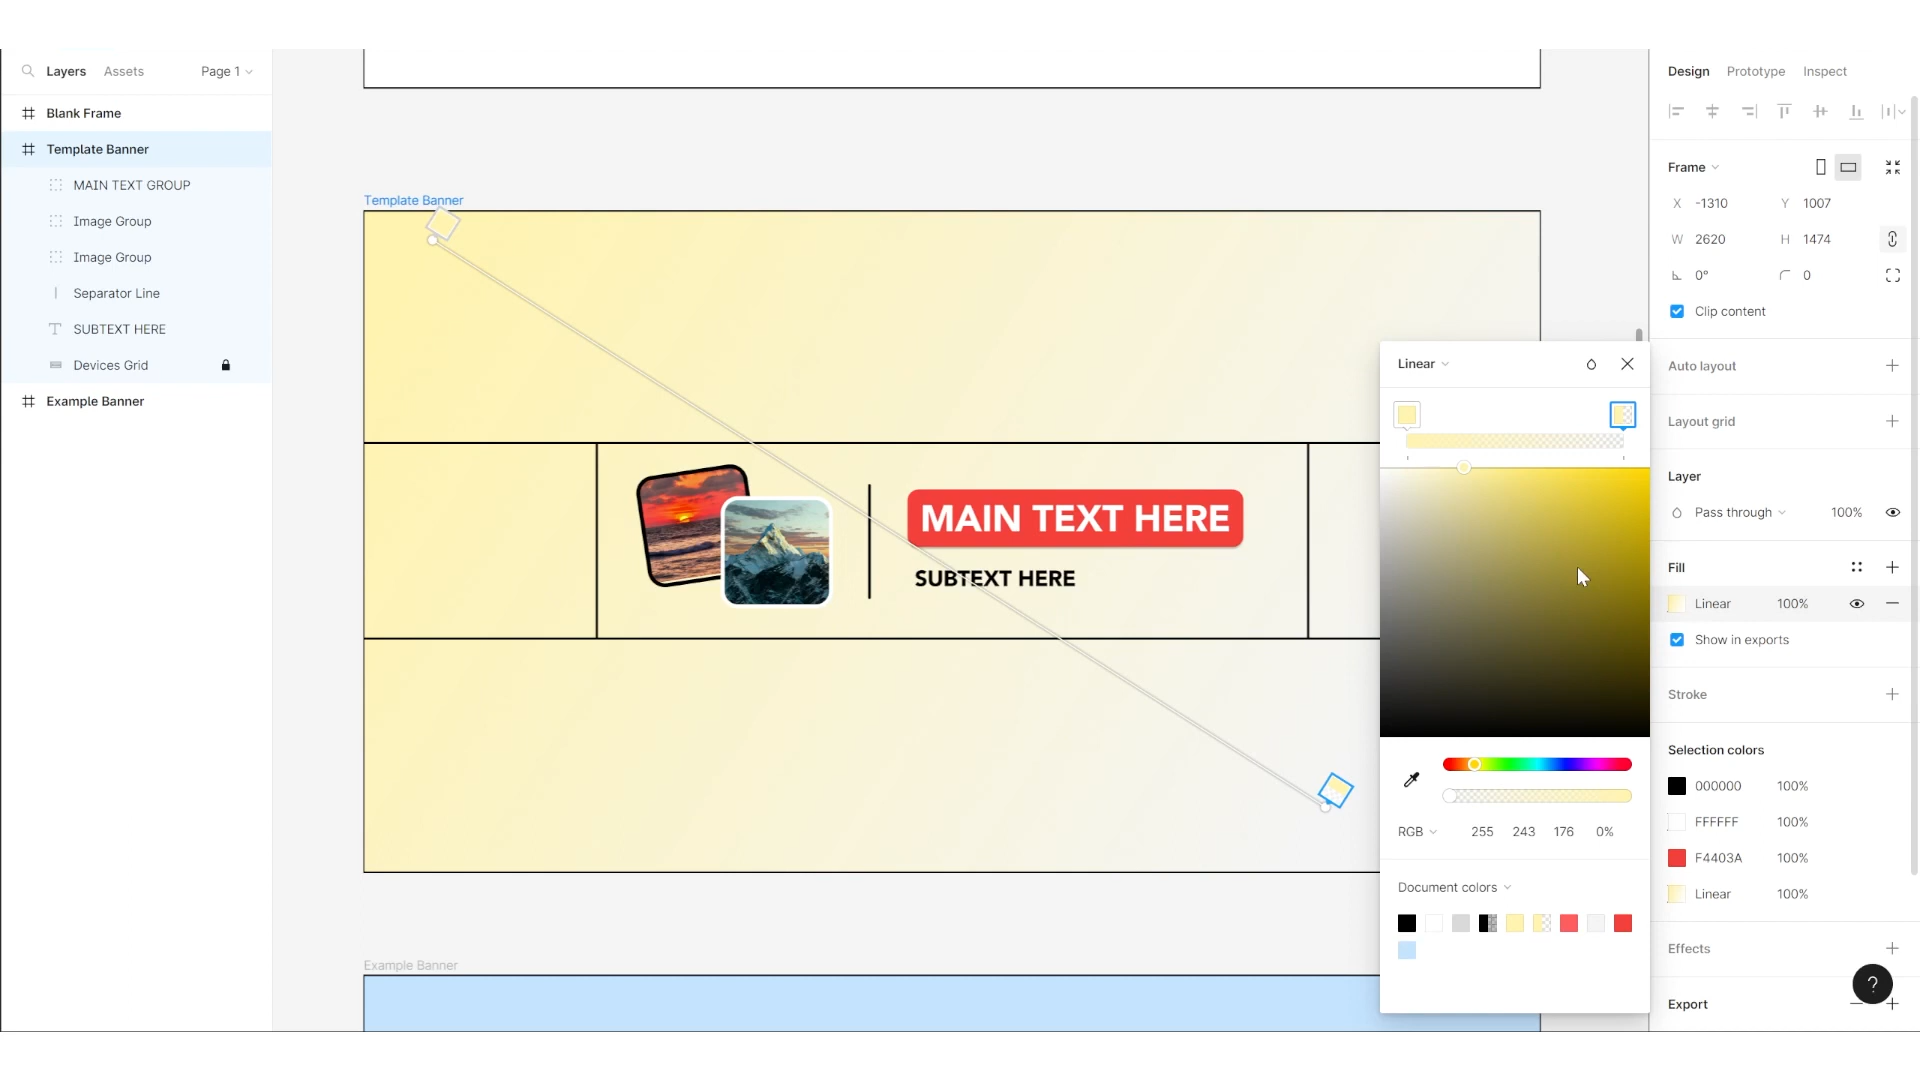 Layers
Assets
Page 1
Blank Frame
Template Banner
MAIN TEXT GROUP
Image Group
Image Group
Separator Line
SUBTEXT HERE
Devices Grid
Example Banner
Template Banner
MAIN TEXT HERE
SUBTEXT HERE
Example Banner
Linear
RGB 255 243 176 0%
Document colors
Design Prototype Inspect
Frame
X -1310 Y 1007
W 2620 H 1474
0° 0
Clip content
Auto layout
Layout grid
Layer
Pass through 100%
Fill
Linear 100%
Show in exports
Stroke
Selection colors
000000 100%
FFFFFF 100%
F4403A 100%
Linear 100%
Effects
?
Export